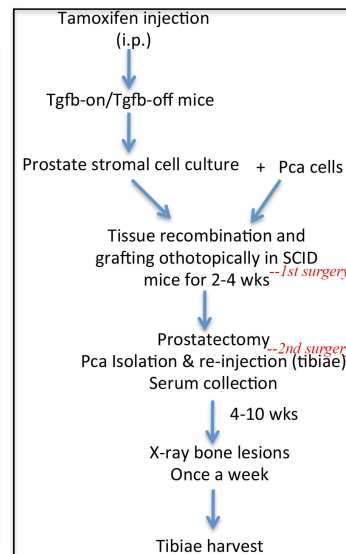 Tamoxifen injection
(i.p.)
Tgfb-on/Tgfb-off mice
Prostate stromal cell culture + Pca cells
Tissue recombination and
grafting othotopically in SCID
mice for 2-4 wks --1st surgery
Prostatectomy
--2nd surger
Pca Isolation & re-injection (tibiae)
Serum collection
4-10 wks
X-ray bone lesions
Once a week
Tibiae harvest